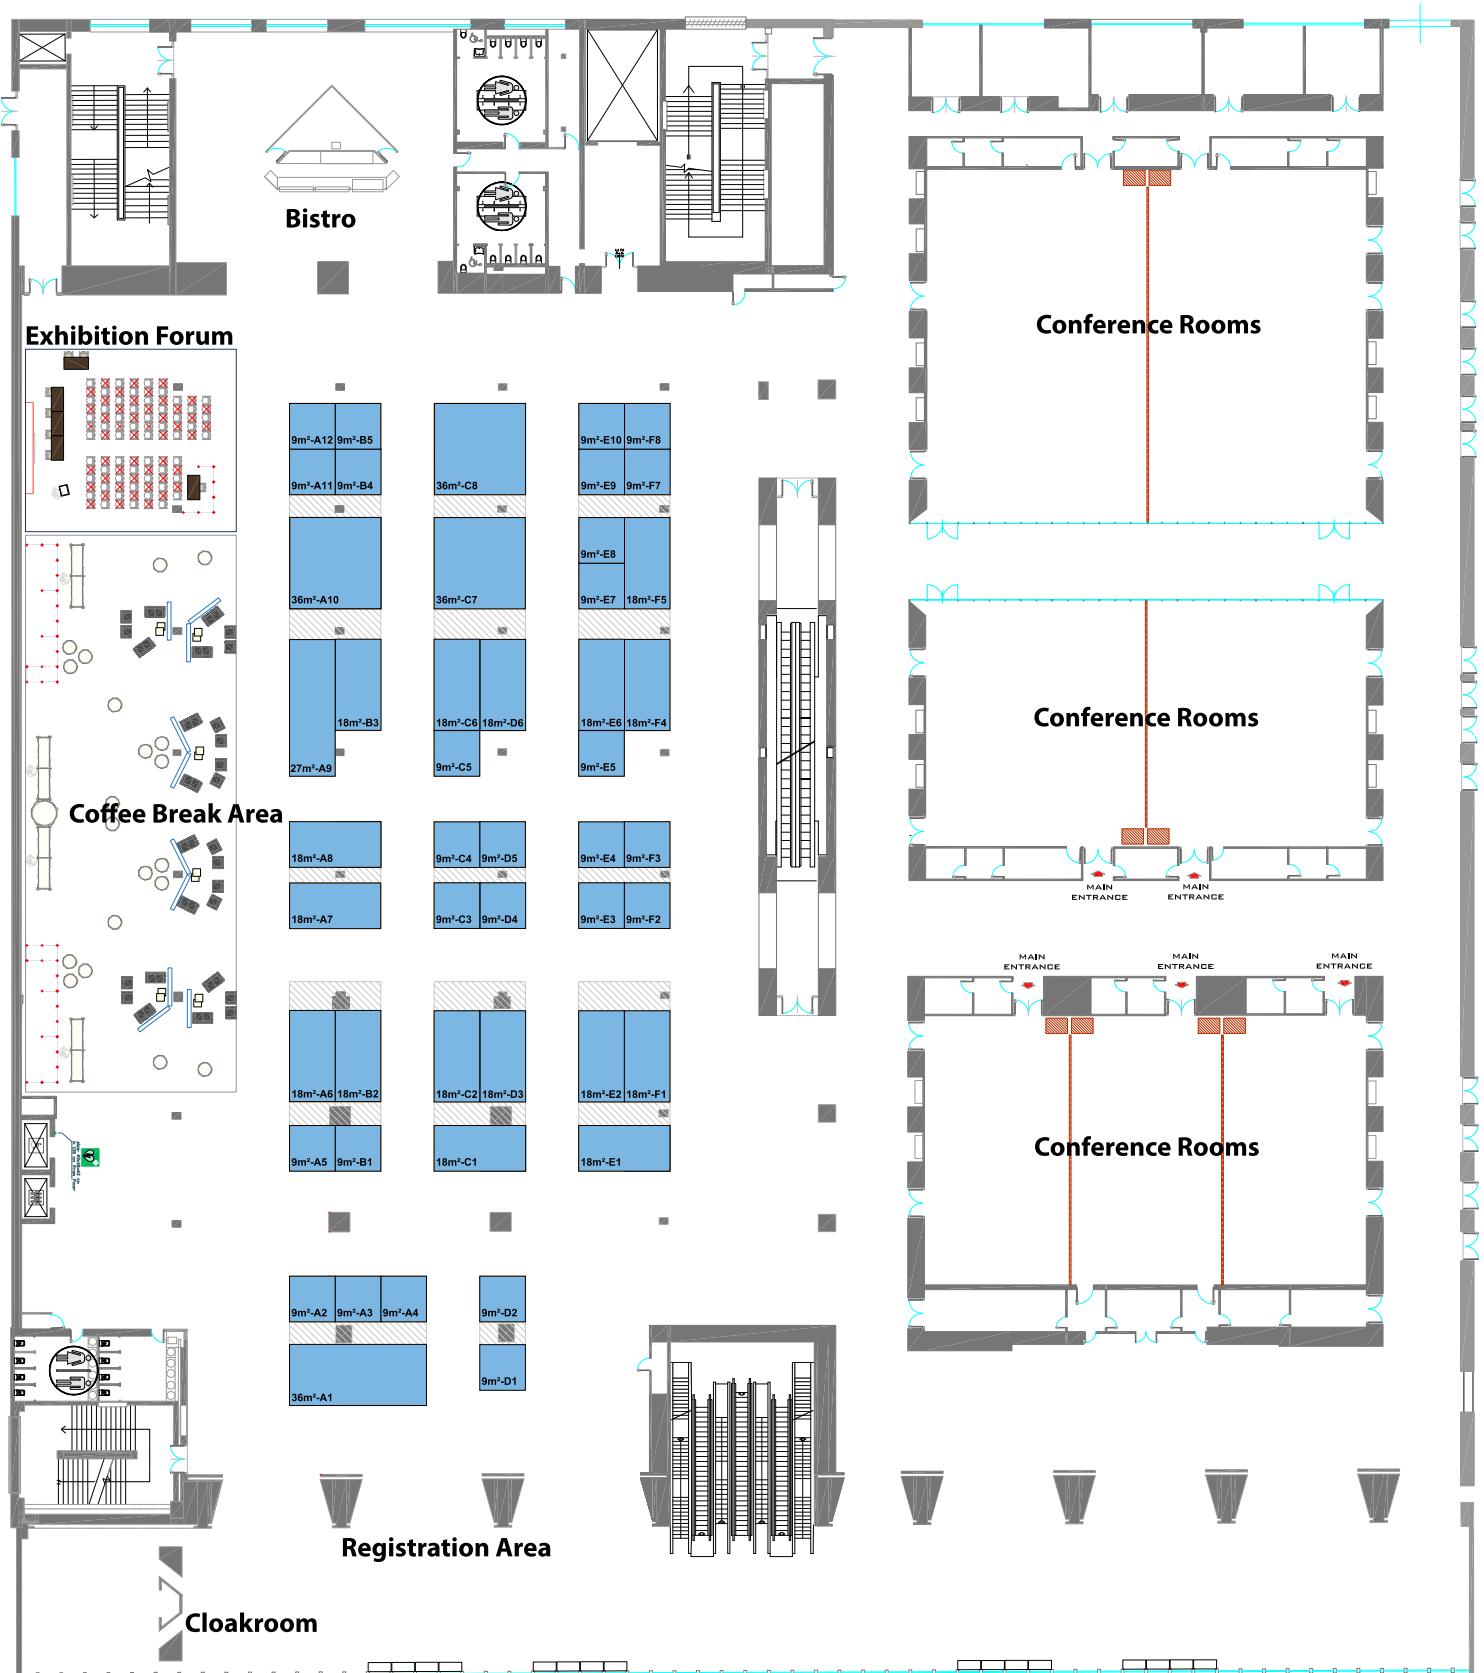 Bistro
Exhibition Forum
Conference Rooms
9m²-A12 9m²-B5
9m²-E10 9m²-F8
9m²-A11 9m²-B4
36m²-C8
9m²-E9 9m²-F7
9m²-E8
36m²-A10
36m²-C7
9m²-E7 18m²-F5
18m²-B3
18m²-C6 18m²-D6
18m²-E6 18m²-F4
Conference Rooms
27m²-A9
9m²-C5
9m²-E5
Coffee Break Area
18m²-A8
9m²-C4 9m²-D5
9m²-E4 9m²-F3
MAIN
ENTRANCE
MAIN
ENTRANCE
18m²-A7
9m²-C3 9m²-D4
9m²-E3 9m²-F2
MAIN
ENTRANCE
MAIN
ENTRANCE
MAIN
ENTRANCE
18m²-A6 18m²-B2
18m²-C2 18m²-D3
18m²-E2 18m²-F1
Conference Rooms
9m²-A5 9m²-B1
18m²-C1
18m²-E1
9m²-A2 9m²-A3 9m²-A4
9m²-D2
36m²-A1
9m²-D1
Registration Area
Cloakroom